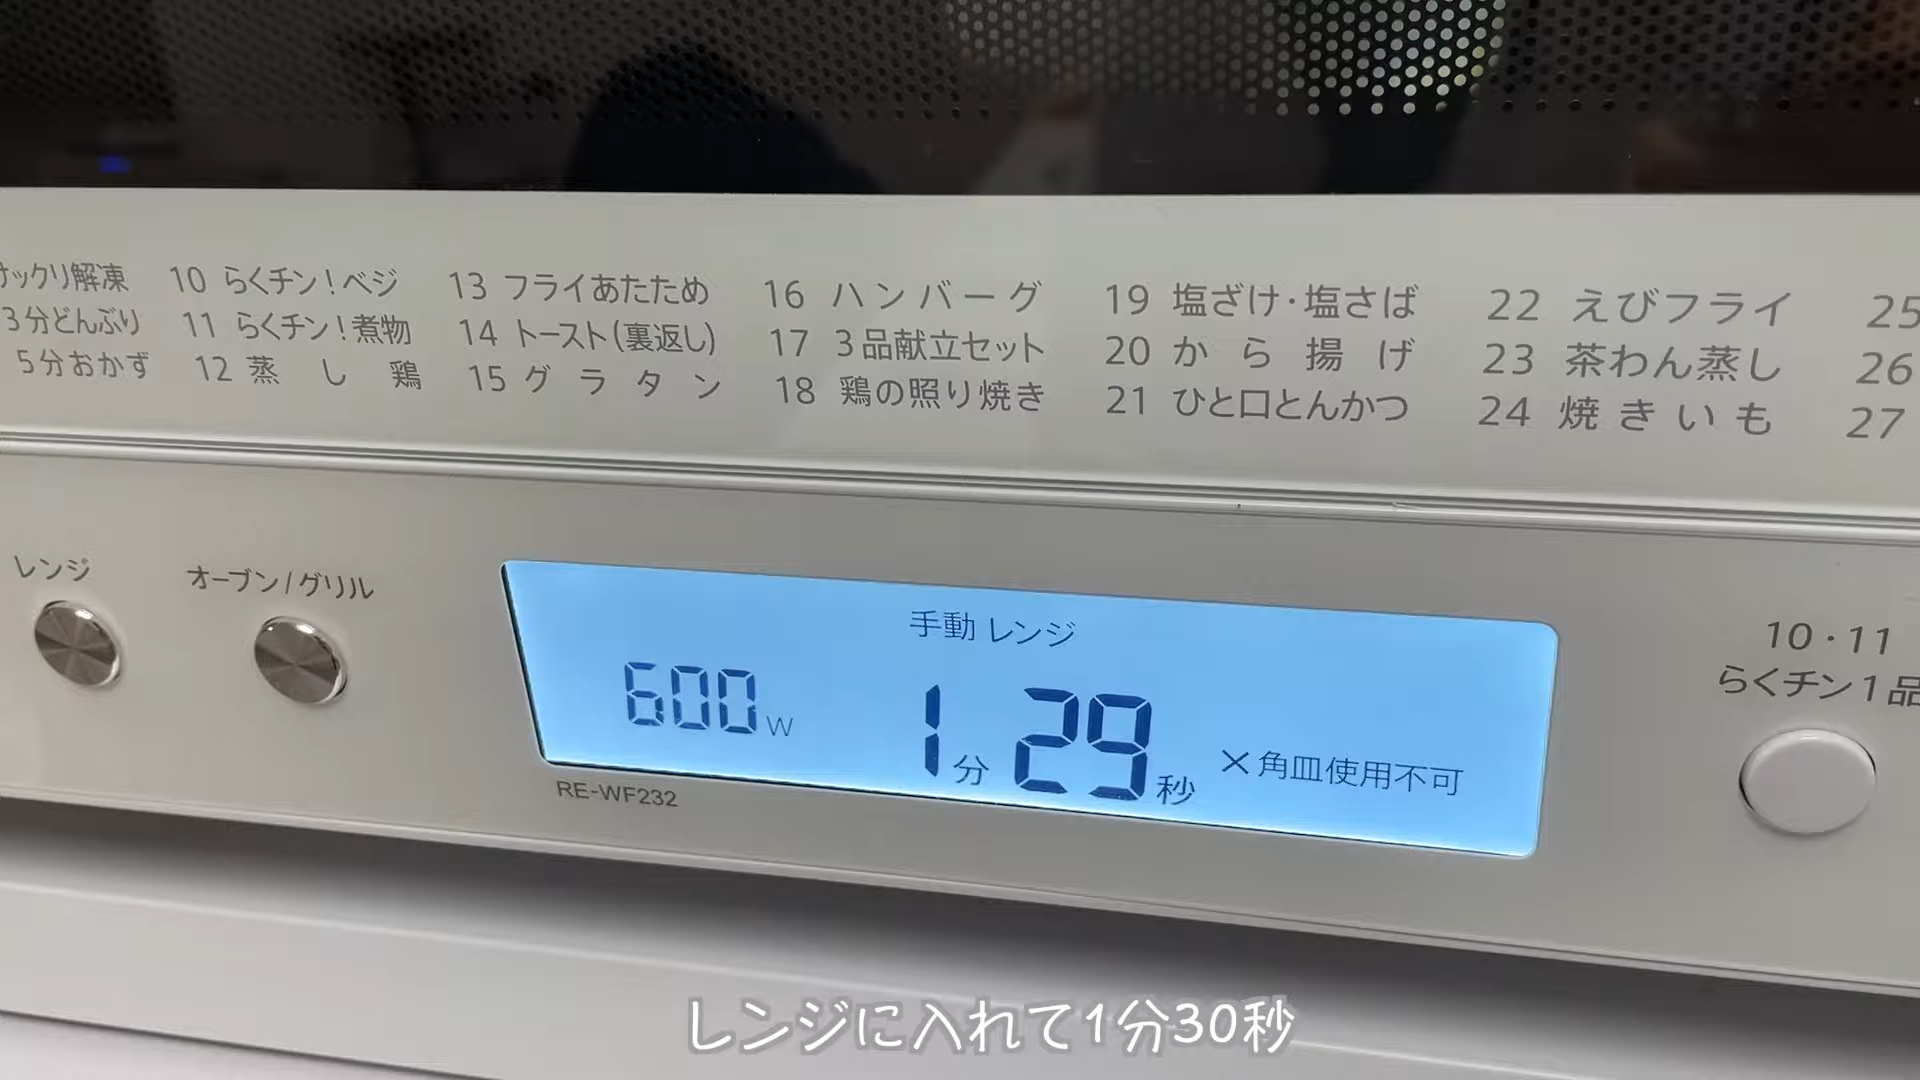 サックリ解凍
3分どんぶり
5分おかず
10 らくチン!ベジ
11 らくチン!煮物
12 蒸し鶏
13 フライあたため
14 トースト(裏返し)
15 グラタン
16 ハンバーグ
17 3品献立セット
18 鶏の照り焼き
19 塩ざけ・塩さば
20 から揚げ
21 ひと口とんかつ
22 えびフライ
23 茶わん蒸し
24 焼きいも
25
26
27
レンジ
オーブン/グリル
手動 レンジ
600W 1分29秒 ×角皿使用不可
RE-WF232
10・11
らくチン1品
レンジに入れて1分30秒